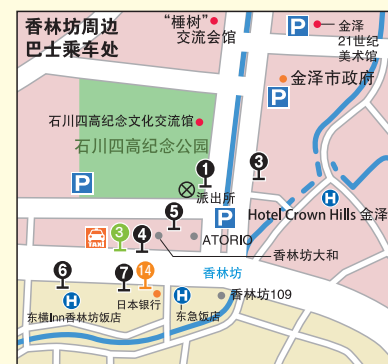 香林坊周边
巴士乘车处
“棰树”
交流会馆
P
金泽
21世纪
美术馆
金泽市政府
P
石川四高纪念文化交流馆
石川四高纪念公园
1
3
P
派出所
P
H
Hotel Crown Hills 金泽
5
TAXI
3
4
ATORIO
香林坊大和
香林坊
6
7
14
H
日本银行
H
香林坊109
东横Inn香林坊饭店
东急饭店